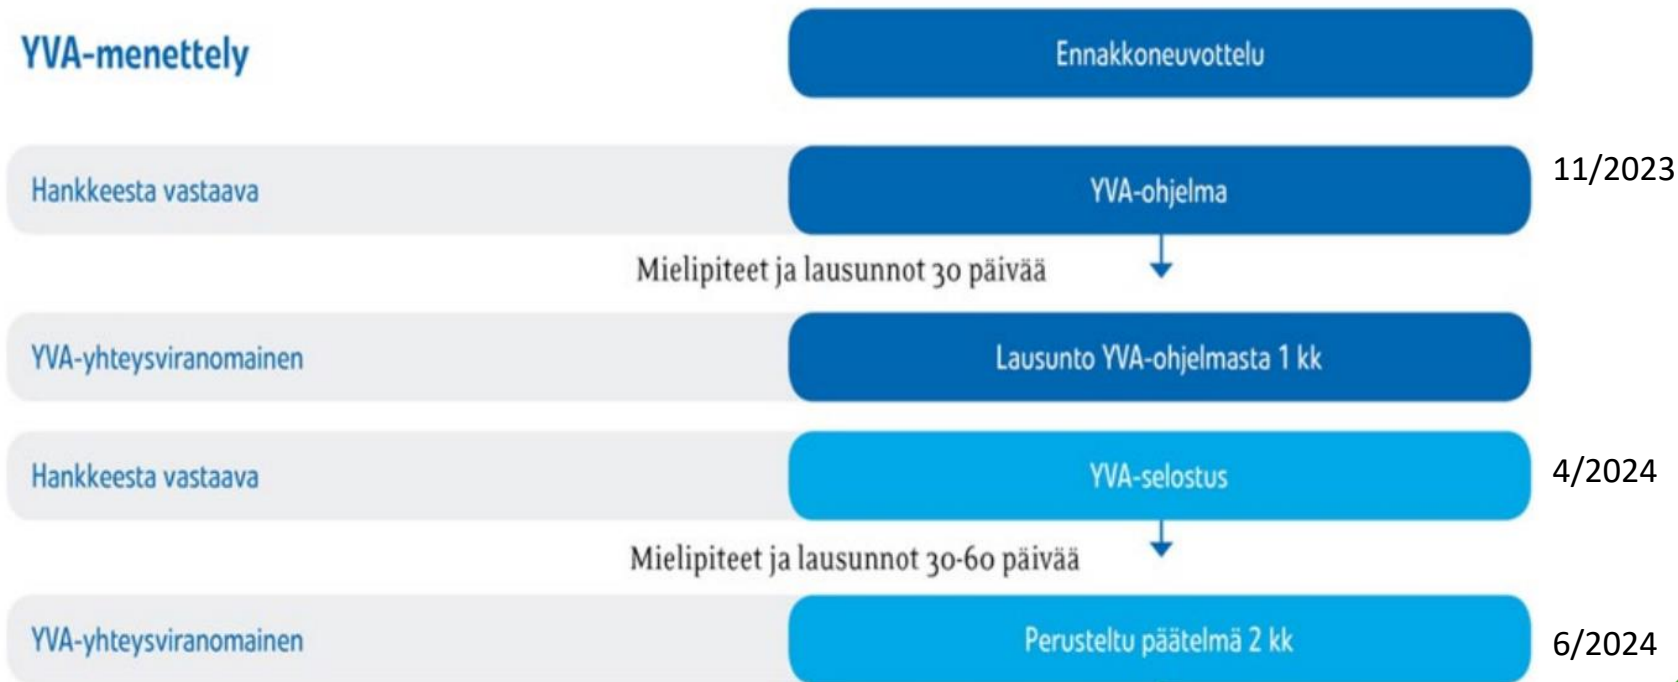 YVA-menettely
Ennakkoneuvottelu
Hankkeesta vastaava
YVA-ohjelma
11/2023
Mielipiteet ja lausunnot 30 päivää
YVA-yhteysviranomainen
Lausunto YVA-ohjelmasta 1 kk
Hankkeesta vastaava
YVA-selostus
4/2024
Mielipiteet ja lausunnot 30-60 päivää
YVA-yhteysviranomainen
Perusteltu päätelmä 2 kk
6/2024